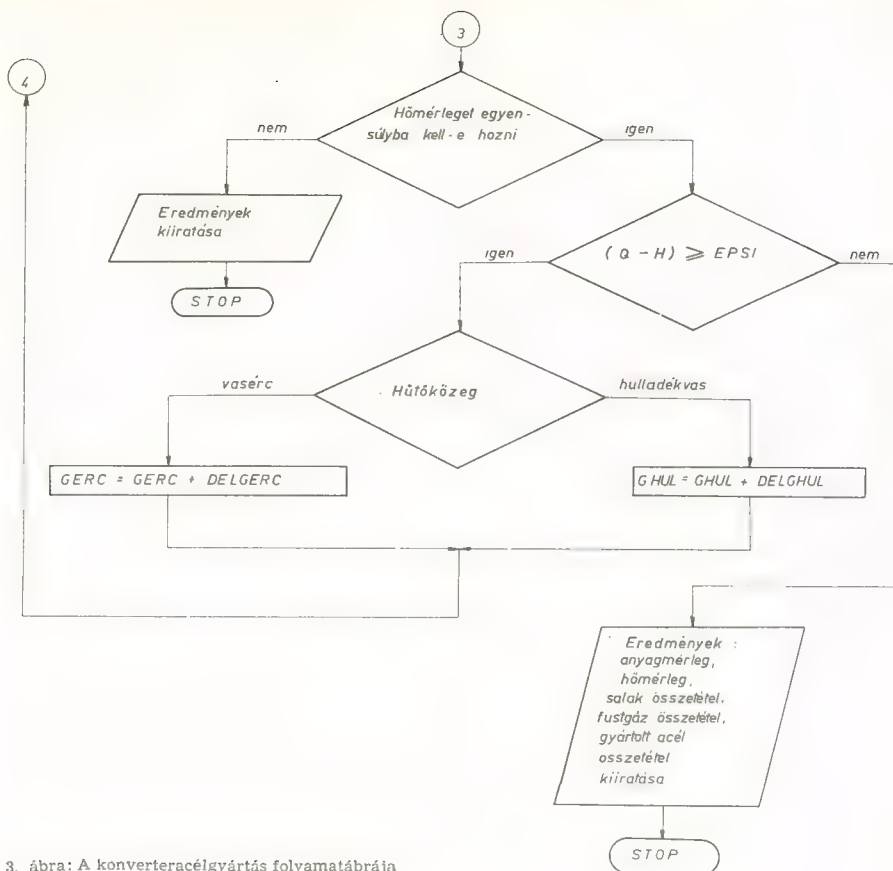 3
4
Hőmérleget egyen-
súlyba kell-e hozni
nem
igen
Eredmények
kiiratása
STOP
(Q - H) ⩾ EPSI
igen
nem
Hűtőközeg
vasérc
hulladékvas
GERC = GERC + DELGERC
GHUL = GHUL + DELGHUL
Eredmények :
anyagmérleg,
hőmérleg,
salak összetétel.
fustgáz összetétel,
gyártott acél
osszetétel
kiiratása
STOP
3. ábra: A konverteracélgyártás folyamatábrája